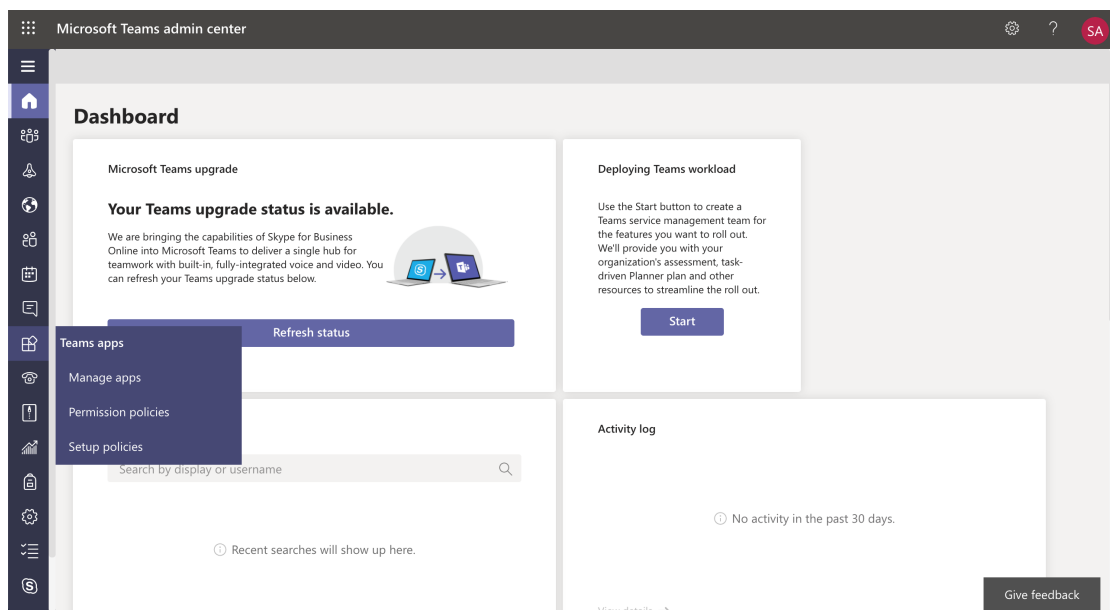 Microsoft Teams admin center
?
SA
Dashboard
Microsoft Teams upgrade
Your Teams upgrade status is available.
We are bringing the capabilities of Skype for Business
Online into Microsoft Teams to deliver a single hub for
teamwork with built-in, fully-integrated voice and video. You
can refresh your Teams upgrade status below.
Refresh status
Deploying Teams workload
Use the Start button to create a
Teams service management team for
the features you want to roll out.
We'll provide you with your
organization's assessment, task-
driven Planner plan and other
resources to streamline the roll out.
Start
Teams apps
Manage apps
Permission policies
Setup policies
Search by display or username
Recent searches will show up here.
Activity log
No activity in the past 30 days.
View details
Give feedback